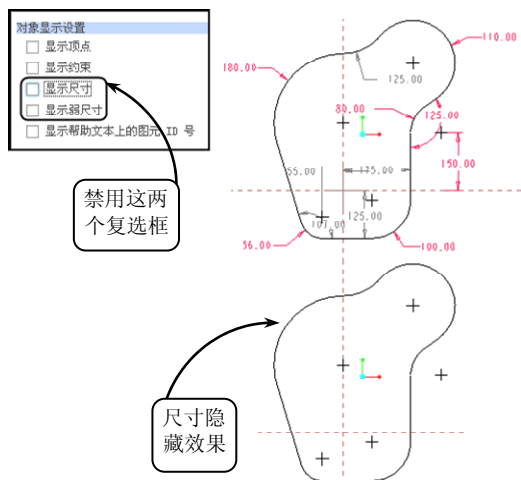 对象显示设置
显示顶点
显示约束
显示尺寸
显示弱尺寸
显示帮助文本上的图元 ID 号
禁用这两
个复选框
110.00
180.00
125.00
80.00
125.00
150.00
55.00
175.00
125.00
107.00
56.00
100.00
尺寸隐
藏效果